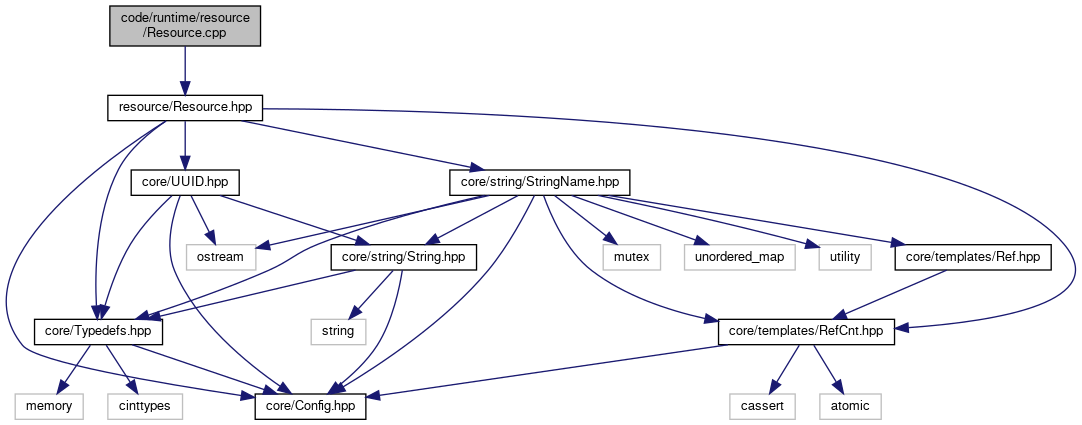 code/runtime/resource
/Resource.cpp
resource/Resource.hpp
core/UUID.hpp
core/string/StringName.hpp
ostream
core/string/String.hpp
mutex
unordered_map
utility
core/templates/Ref.hpp
core/Typedefs.hpp
string
core/templates/RefCnt.hpp
memory
cinttypes
core/Config.hpp
cassert
atomic